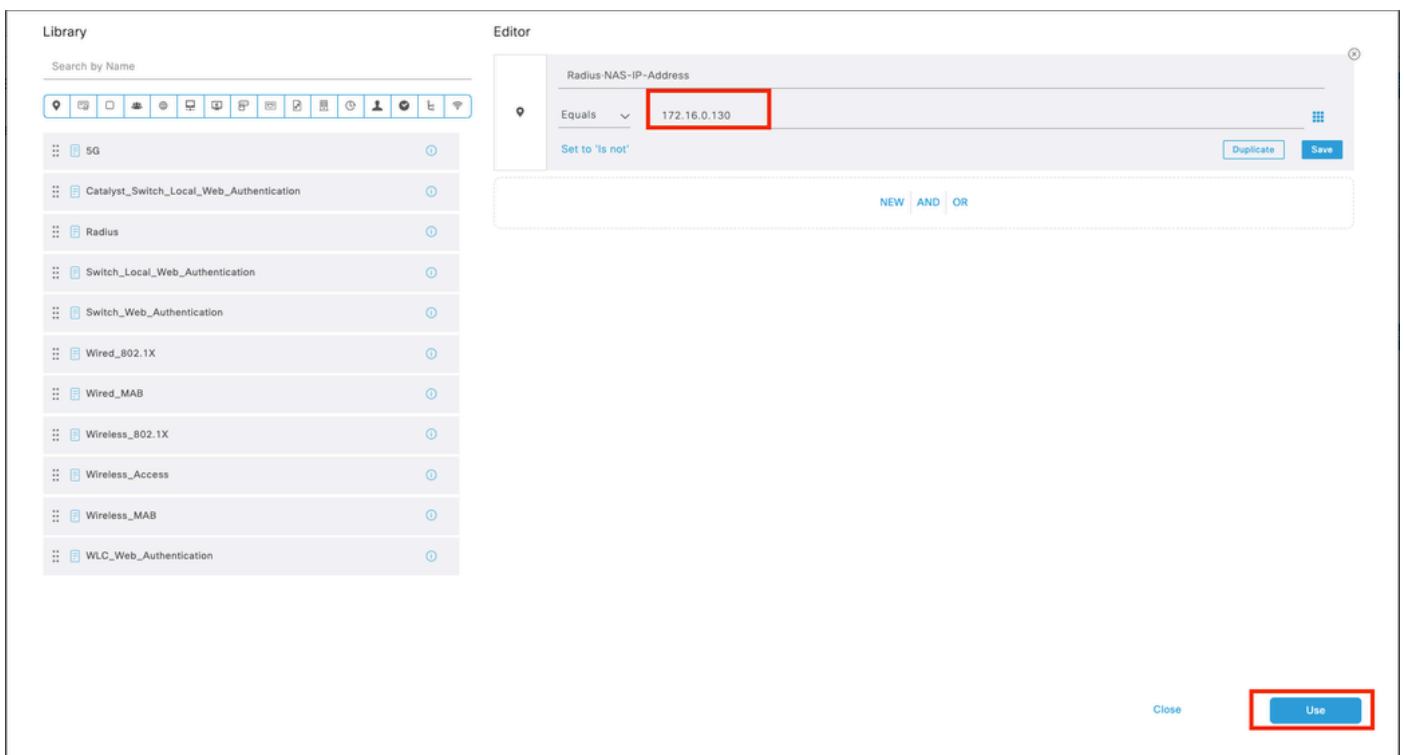 Library
Search by Name
5G
Catalyst_Switch_Local_Web_Authentication
Radius
Switch_Local_Web_Authentication
Switch_Web_Authentication
Wired_802.1X
Wired_MAB
Wireless_802.1X
Wireless_Access
Wireless_MAB
WLC_Web_Authentication
Editor
Radius·NAS-IP-Address
Equals 172.16.0.130
Set to 'Is not' Duplicate Save
NEW AND OR
Close Use